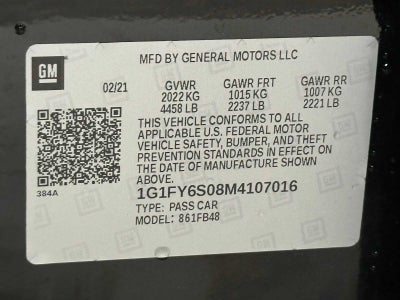 GM
MFD BY GENERAL MOTORS LLC
02/21 GVWR GAWR FRT GAWR RR
2022 KG 1015 KG 1007 KG
4458 LB 2237 LB 2221 LB
THIS VEHICLE CONFORMS TO ALL
APPLICABLE U.S. FEDERAL MOTOR
VEHICLE SAFETY, BUMPER, AND THEFT
PREVENTION STANDARDS IN EFFECT ON
THE DATE OF MANUFACTURE SHOWN
ABOVE.
384A
1G1FY6S08M4107016
TYPE: PASS CAR
MODEL: 861FB48